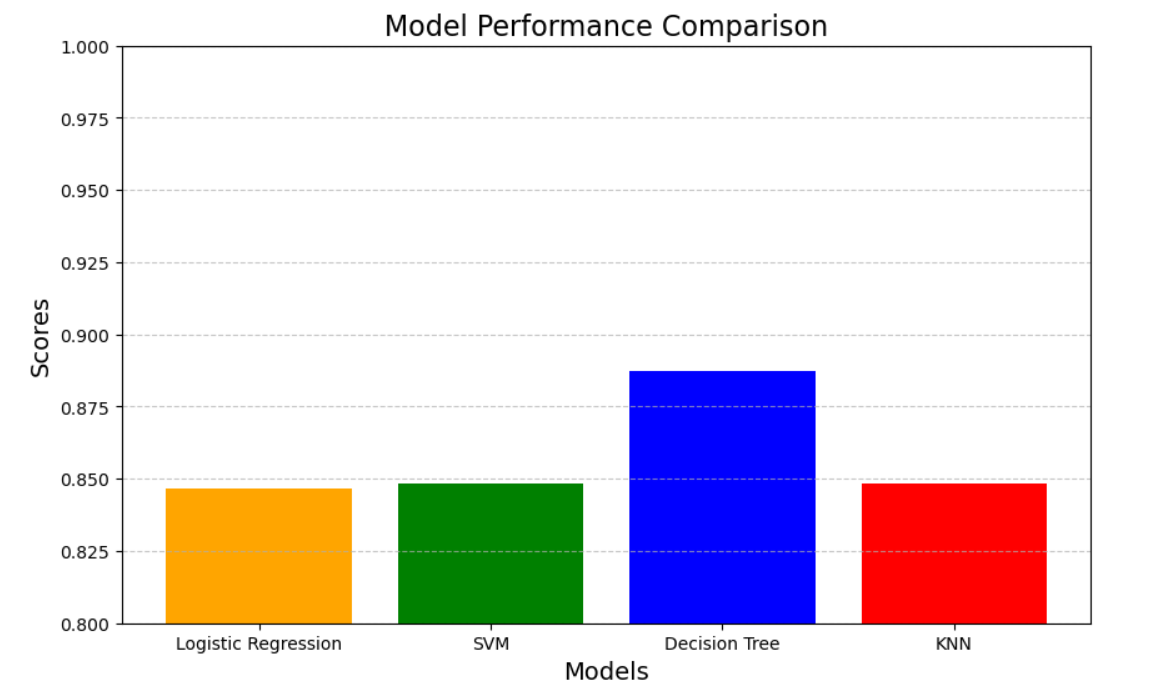 Model Performance Comparison
1.000
0.975
0.950
0.925
0.900
0.875
0.850
0.825
0.800
Scores
Logistic Regression SVM Decision Tree KNN
Models